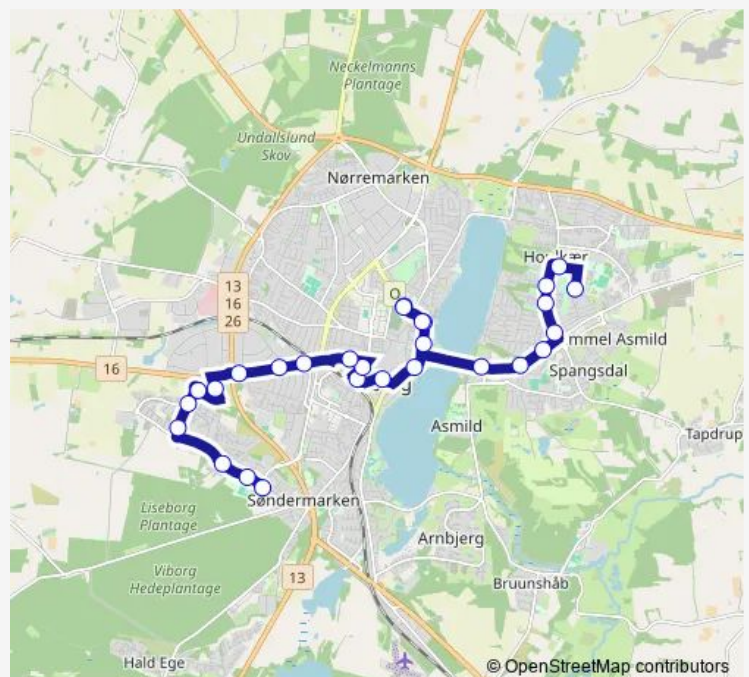 Neckelmanns
Plantage
Undallslund
Skov
Nørremarken
13
16
26
O
16
mmel Asmild
Spangsdal
Asmild
Tapdrup
Søndermarken
Liseborg
Plantage
Arnbjerg
Viborg
Hedeplantage
13
Bruunshåb
Hald Ege
© OpenStreetMap contributors